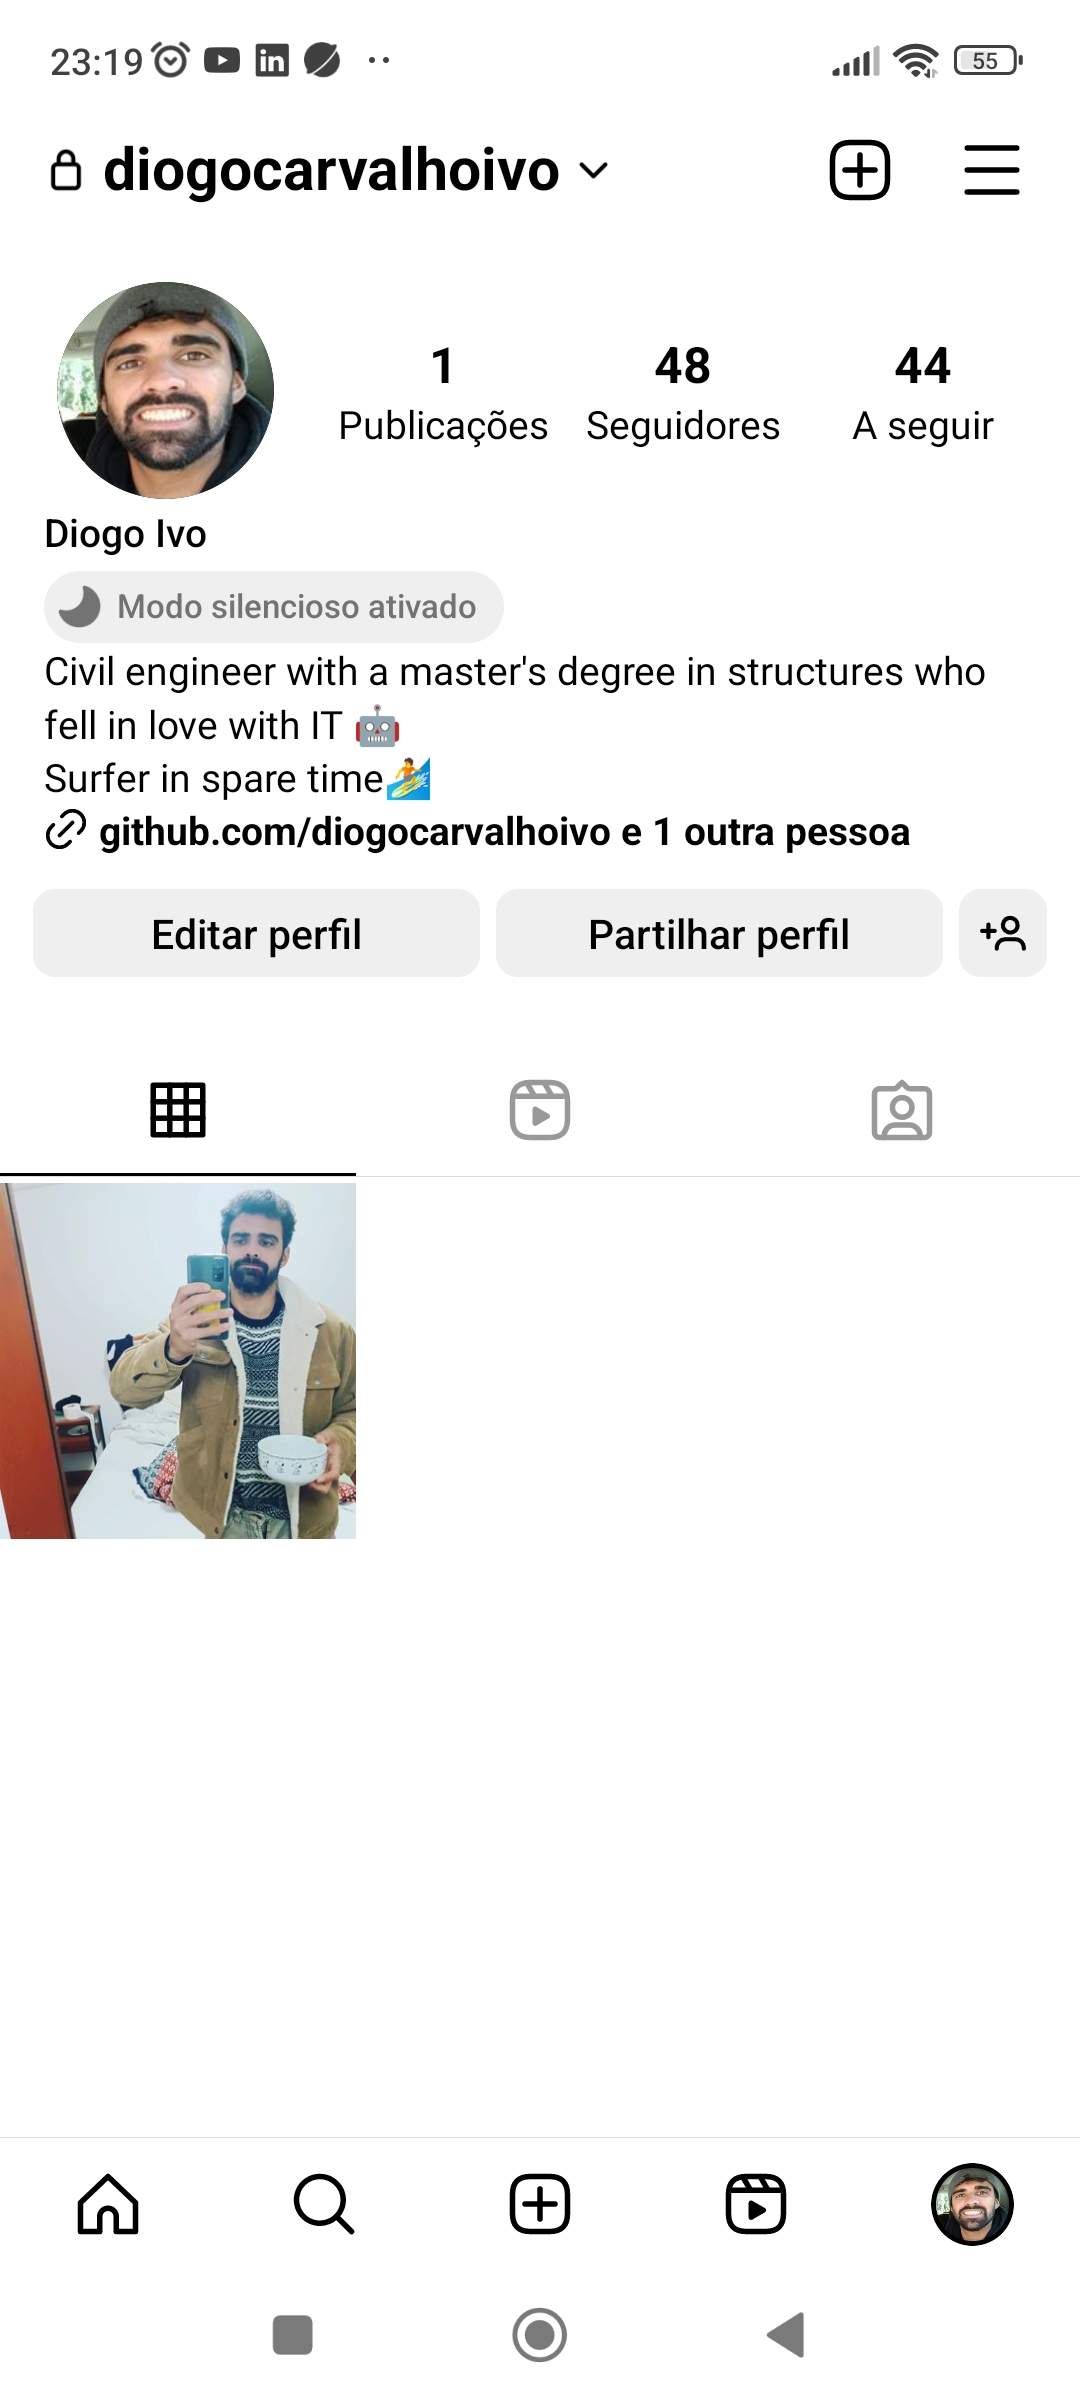 23:19
55
diogocarvalhoivo
1 48 44
Publicações Seguidores A seguir
Diogo Ivo
Modo silencioso ativado
Civil engineer with a master's degree in structures who
fell in love with IT 🤖
Surfer in spare time🏄
github.com/diogocarvalhoivo e 1 outra pessoa
Editar perfil
Partilhar perfil